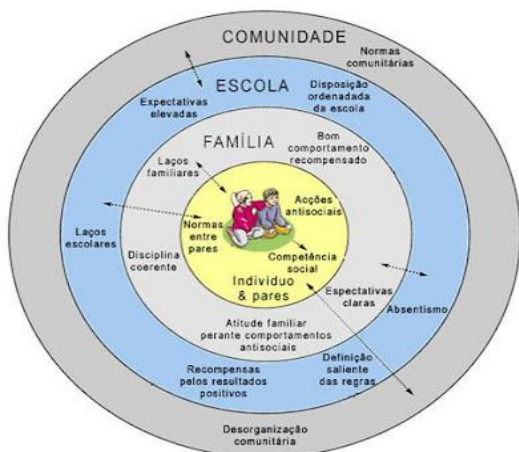 COMUNIDADE
Normas
comunitárias
ESCOLA
Expectativas
elevadas
Disposição
ordenadada
da escola
FAMÍLIA
Bom
comportamento
recompensado
Laços
familiares
Acções
antisociais
Normas
entre
pares
Laços
escolares
Disciplina
coerente
Competência
social
Indivíduo
& pares
Espectativas
claras
Absentismo
Atitude familiar
perante comportamentos
antisociais
Recompensas
pelos resultados
positivos
Definição
saliente
das regras
Desorganização
comunitária